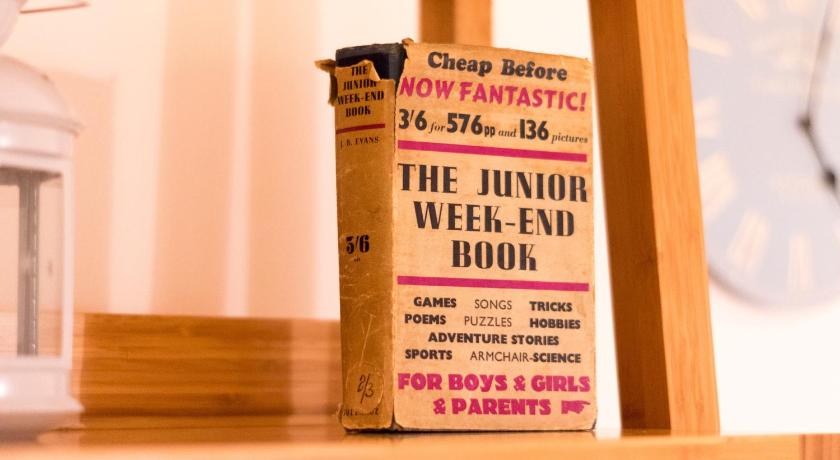 THE
JUNIOR
WEEK-END
BOOK
J. R. EVANS
3/6
2/3
Cheap Before
NOW FANTASTIC!
3/6 for 576pp and 136 pictures
THE JUNIOR
WEEK-END
BOOK
GAMES SONGS TRICKS
POEMS PUZZLES HOBBIES
ADVENTURE STORIES
SPORTS ARMCHAIR-SCIENCE
FOR BOYS & GIRLS
& PARENTS